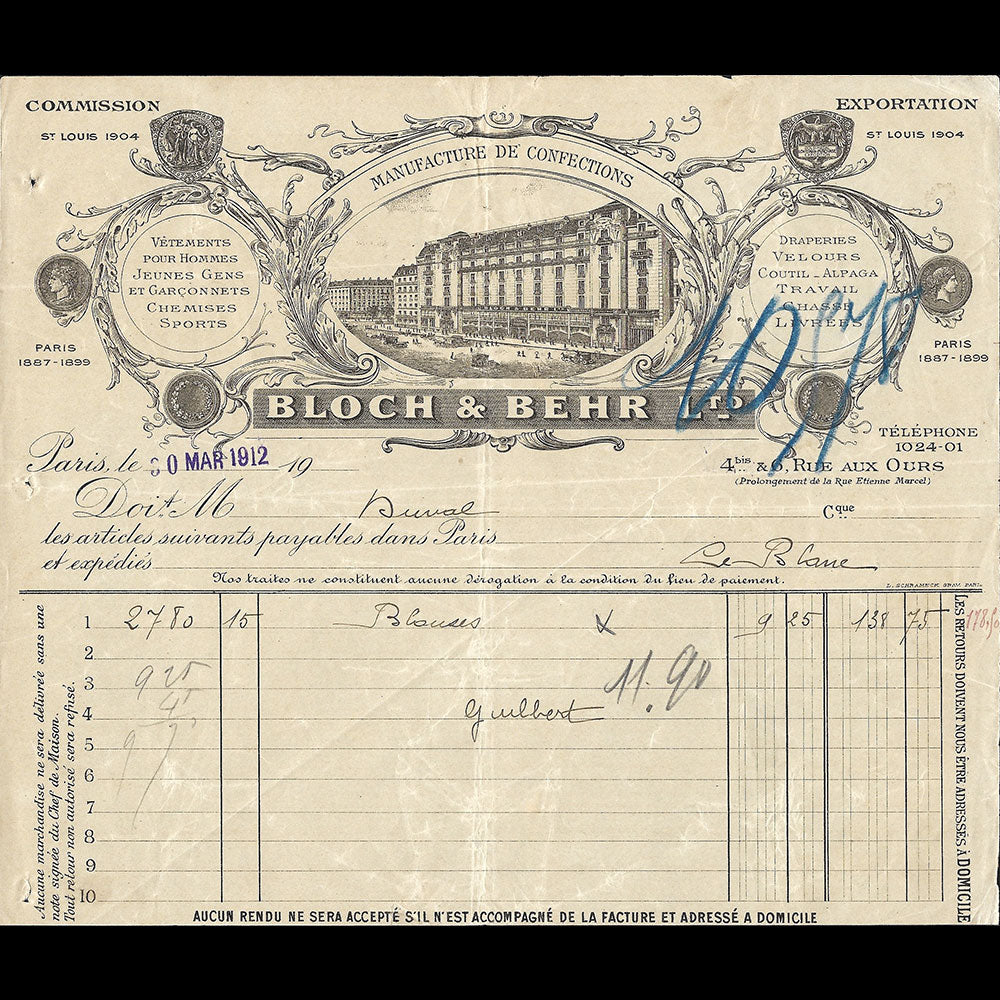 COMMISSION
EXPORTATION
ST LOUIS 1904
ST LOUIS 1904
MANUFACTURE DE CONFECTIONS
VÊTEMENTS
POUR HOMMES
JEUNES GENS
ET GARÇONNETS
CHEMISES
SPORTS
DRAPERIES
VELOURS
COUTIL _ ALPAGA
TRAVAIL
CHASSE
LIVRÉES
PARIS
1887-1899
PARIS
1887-1899
BLOCH & BEHR LTD
TÉLÉPHONE
1024-01
Paris, le 30 MAR 1912 19
4bis & 6, RUE AUX OURS
(Prolongement de la Rue Etienne Marcel)
Doit M Duval Cque
les articles suivants payables dans Paris
et expédiés Le Blanc
Nos traites ne constituent aucune dérogation à la condition du lieu de paiement.
L. SCHRAMECK GRAV. PARIS.
1 2780 15 Blouses 9 25 138 75
2
3 925 11.90
4 45 Guilbert
5
6
7
8
9
10
Aucune marchandise ne sera délivrée sans une
note signée du Chef de Maison.
Tout retour non autorisé sera refusé.
LES RETOURS DOIVENT NOUS ÊTRE ADRESSÉS À DOMICILE
AUCUN RENDU NE SERA ACCEPTÉ S'IL N'EST ACCOMPAGNÉ DE LA FACTURE ET ADRESSÉ A DOMICILE